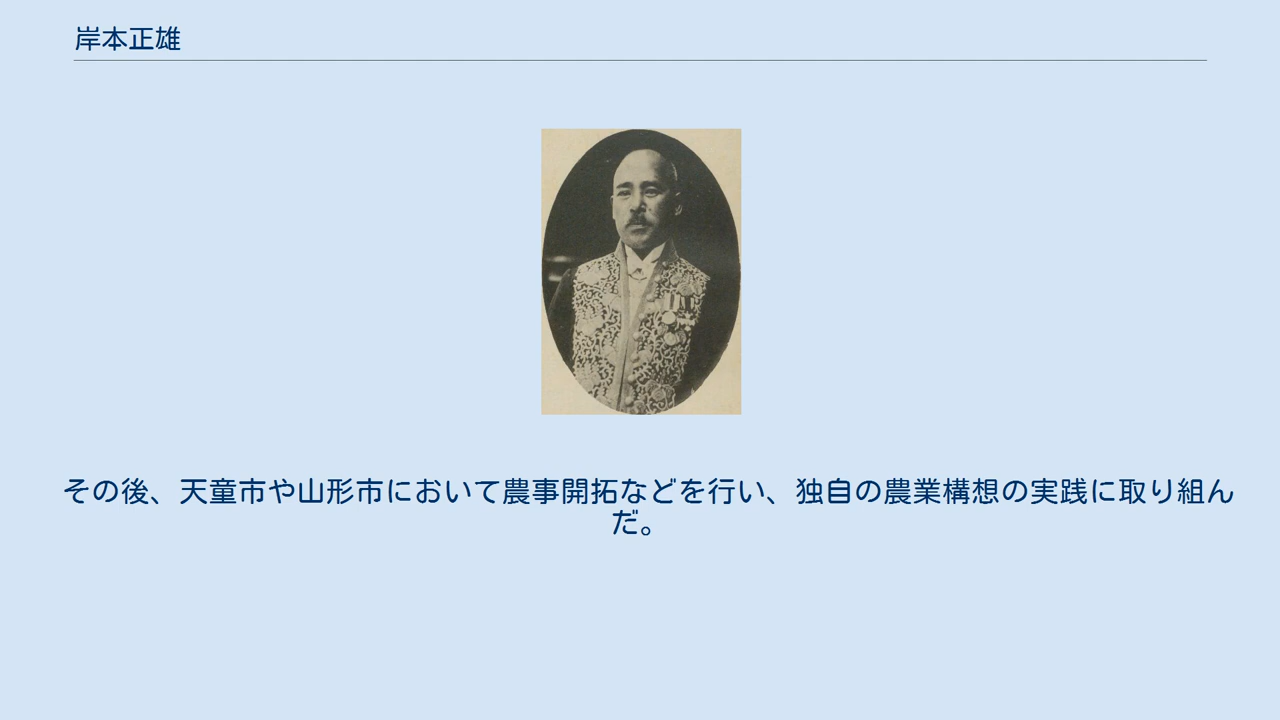 岸本正雄
その後、天童市や山形市において農事開拓などを行い、独自の農業構想の実践に取り組ん
だ。